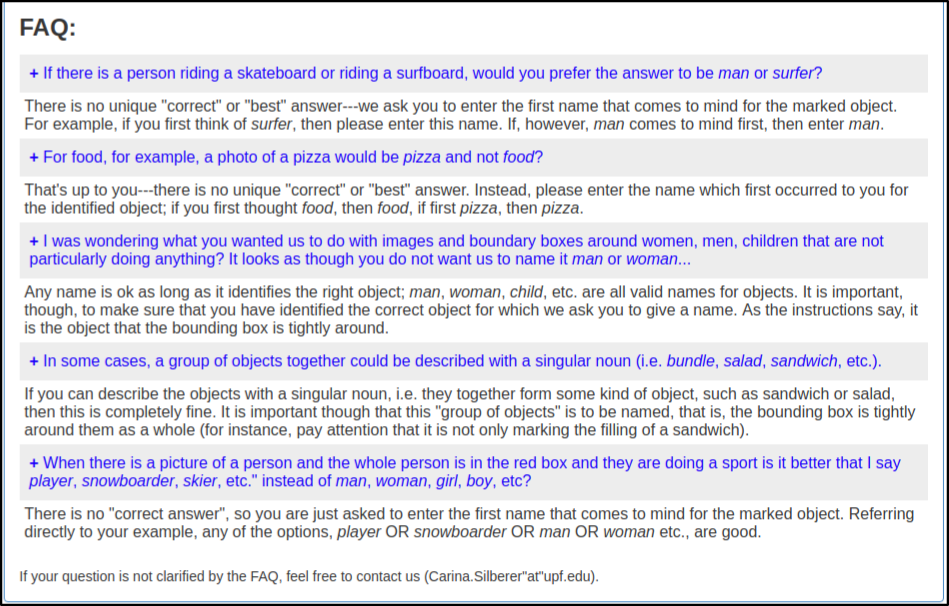 FAQ:
+ If there is a person riding a skateboard or riding a surfboard, would you prefer the answer to be man or surfer?
There is no unique "correct" or "best" answer---we ask you to enter the first name that comes to mind for the marked object.
For example, if you first think of surfer, then please enter this name. If, however, man comes to mind first, then enter man.
+ For food, for example, a photo of a pizza would be pizza and not food?
That's up to you---there is no unique "correct" or "best" answer. Instead, please enter the name which first occurred to you for
the identified object; if you first thought food, then food, if first pizza, then pizza.
+ I was wondering what you wanted us to do with images and boundary boxes around women, men, children that are not
particularly doing anything? It looks as though you do not want us to name it man or woman...
Any name is ok as long as it identifies the right object; man, woman, child, etc. are all valid names for objects. It is important,
though, to make sure that you have identified the correct object for which we ask you to give a name. As the instructions say, it
is the object that the bounding box is tightly around.
+ In some cases, a group of objects together could be described with a singular noun (i.e. bundle, salad, sandwich, etc.).
If you can describe the objects with a singular noun, i.e. they together form some kind of object, such as sandwich or salad,
then this is completely fine. It is important though that this "group of objects" is to be named, that is, the bounding box is tightly
around them as a whole (for instance, pay attention that it is not only marking the filling of a sandwich).
+ When there is a picture of a person and the whole person is in the red box and they are doing a sport is it better that I say
player, snowboarder, skier, etc." instead of man, woman, girl, boy, etc?
There is no "correct answer", so you are just asked to enter the first name that comes to mind for the marked object. Referring
directly to your example, any of the options, player OR snowboarder OR man OR woman etc., are good.
If your question is not clarified by the FAQ, feel free to contact us (Carina.Silberer"at"upf.edu).